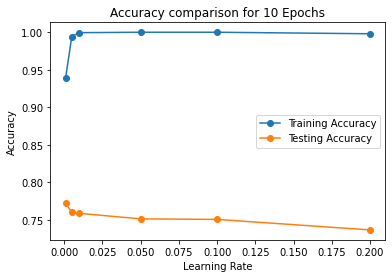 Accuracy comparison for 10 Epochs
1.00
0.95
0.90
0.85
0.80
0.75
Accuracy
Training Accuracy
Testing Accuracy
0.000 0.025 0.050 0.075 0.100 0.125 0.150 0.175 0.200
Learning Rate